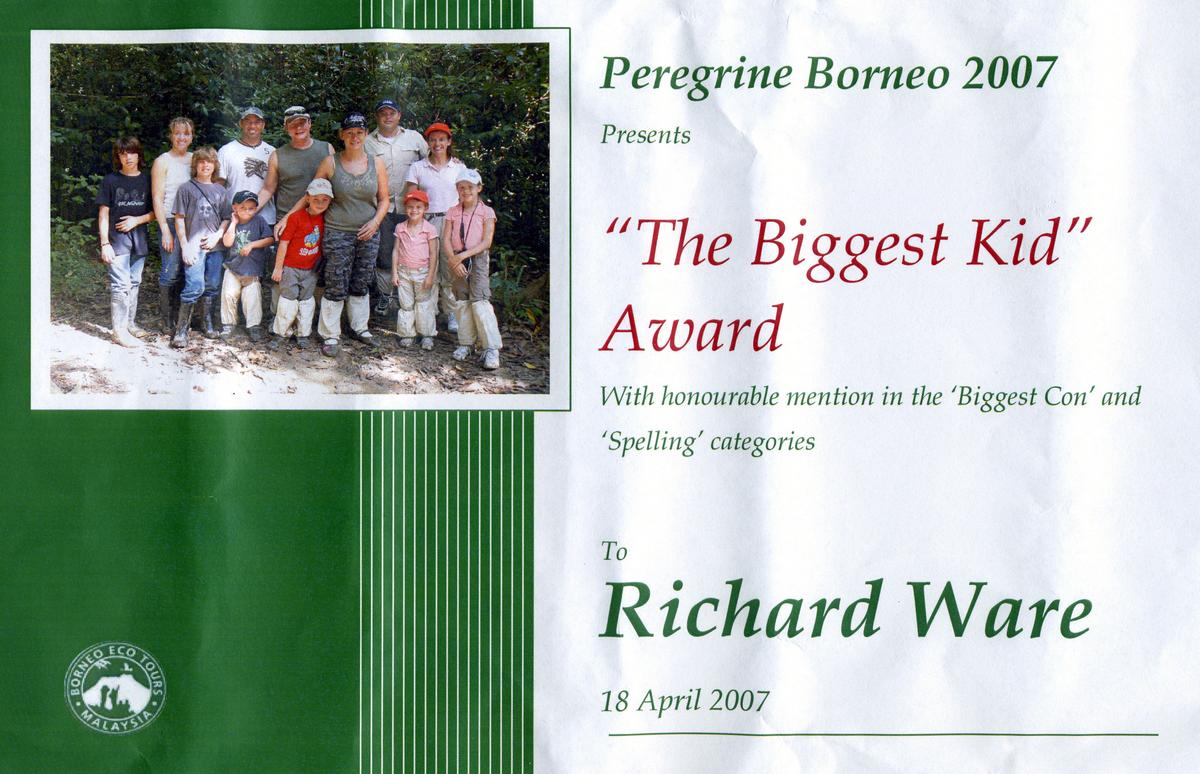 Peregrine Borneo 2007
Presents
“The Biggest Kid”
Award
With honourable mention in the ‘Biggest Con’ and
‘Spelling’ categories
To
Richard Ware
18 April 2007
BORNEO ECO TOURS
• MALAYSIA •